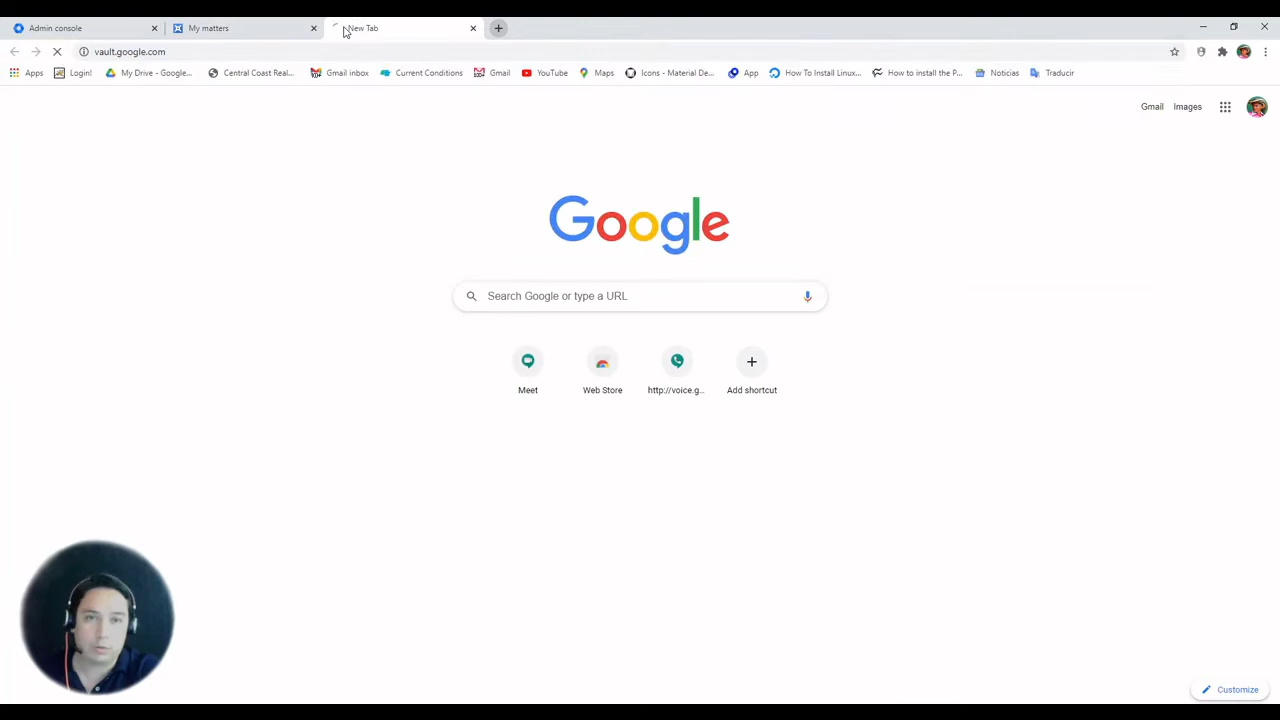 Admin console
My matters
New Tab
vault.google.com
Apps
Login!
My Drive - Google...
Central Coast Real...
Gmail inbox
Current Conditions
Gmail
YouTube
Maps
Icons - Material De...
App
How To Install Linux...
How to install the P...
Noticias
Traducir
Gmail
Images
Google
Search Google or type a URL
Meet
Web Store
http://voice.g...
Add shortcut
Customize